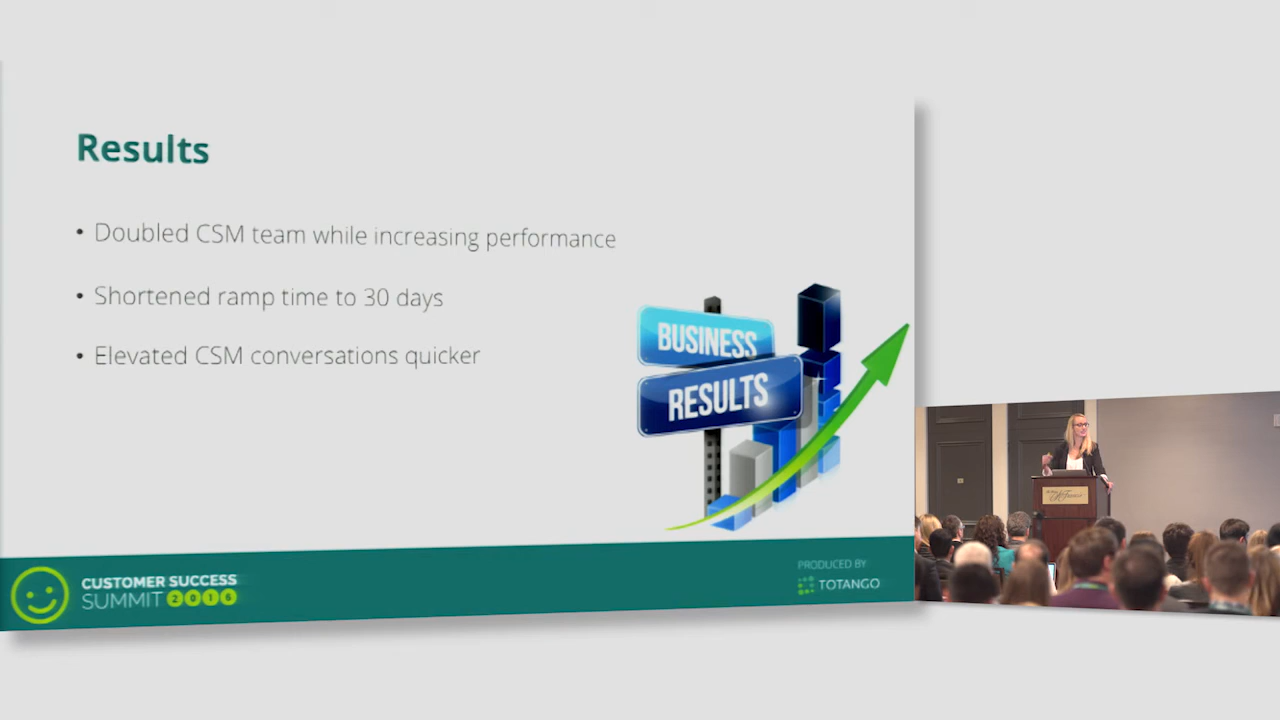 Results
• Doubled CSM team while increasing performance
• Shortened ramp time to 30 days
• Elevated CSM conversations quicker
BUSINESS
RESULTS
CUSTOMER SUCCESS
SUMMIT 2016
PRODUCED BY
TOTANGO